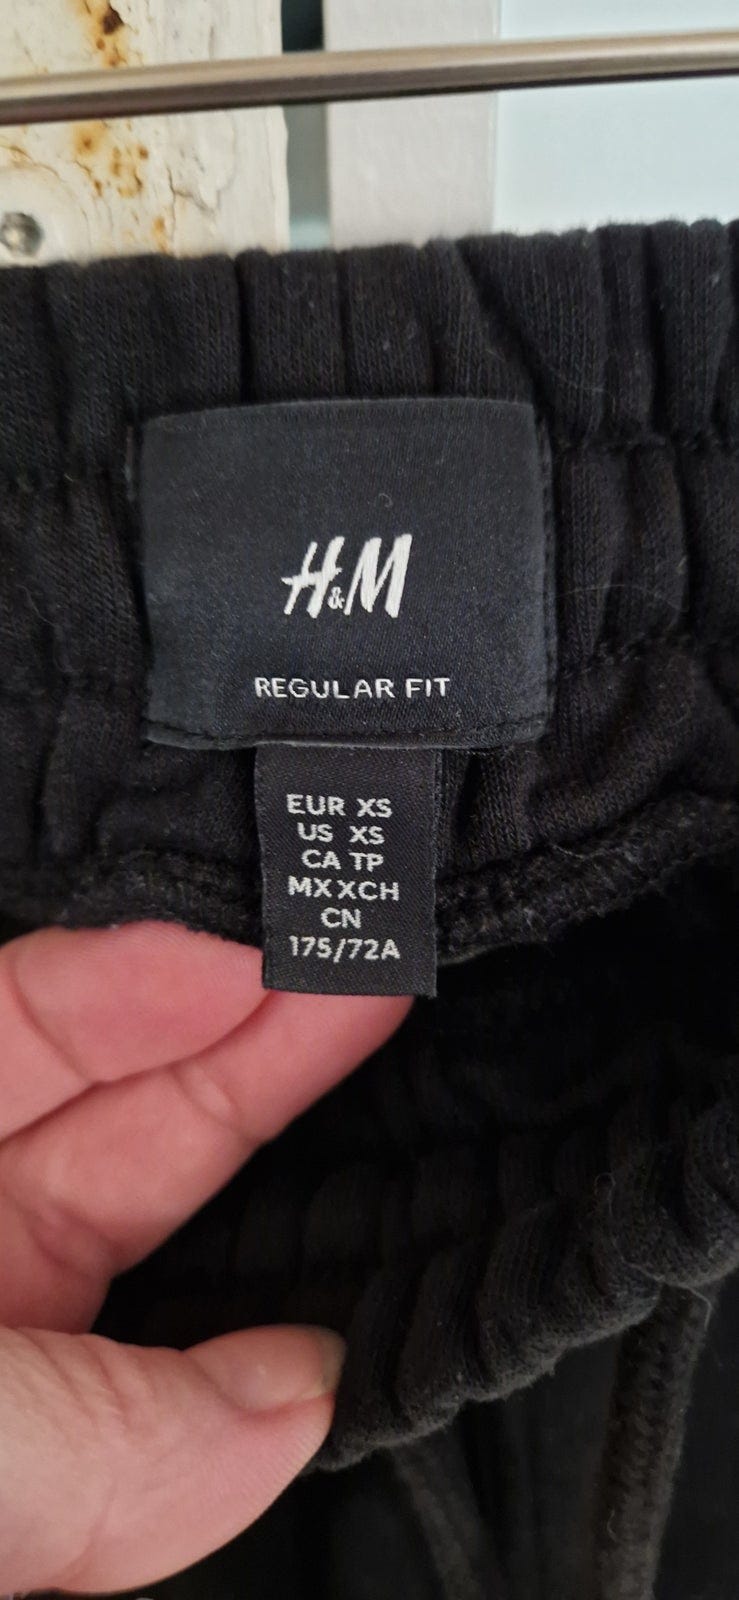 H&M
REGULAR FIT
EUR XS
US XS
CA TP
MX XCH
CN
175/72A